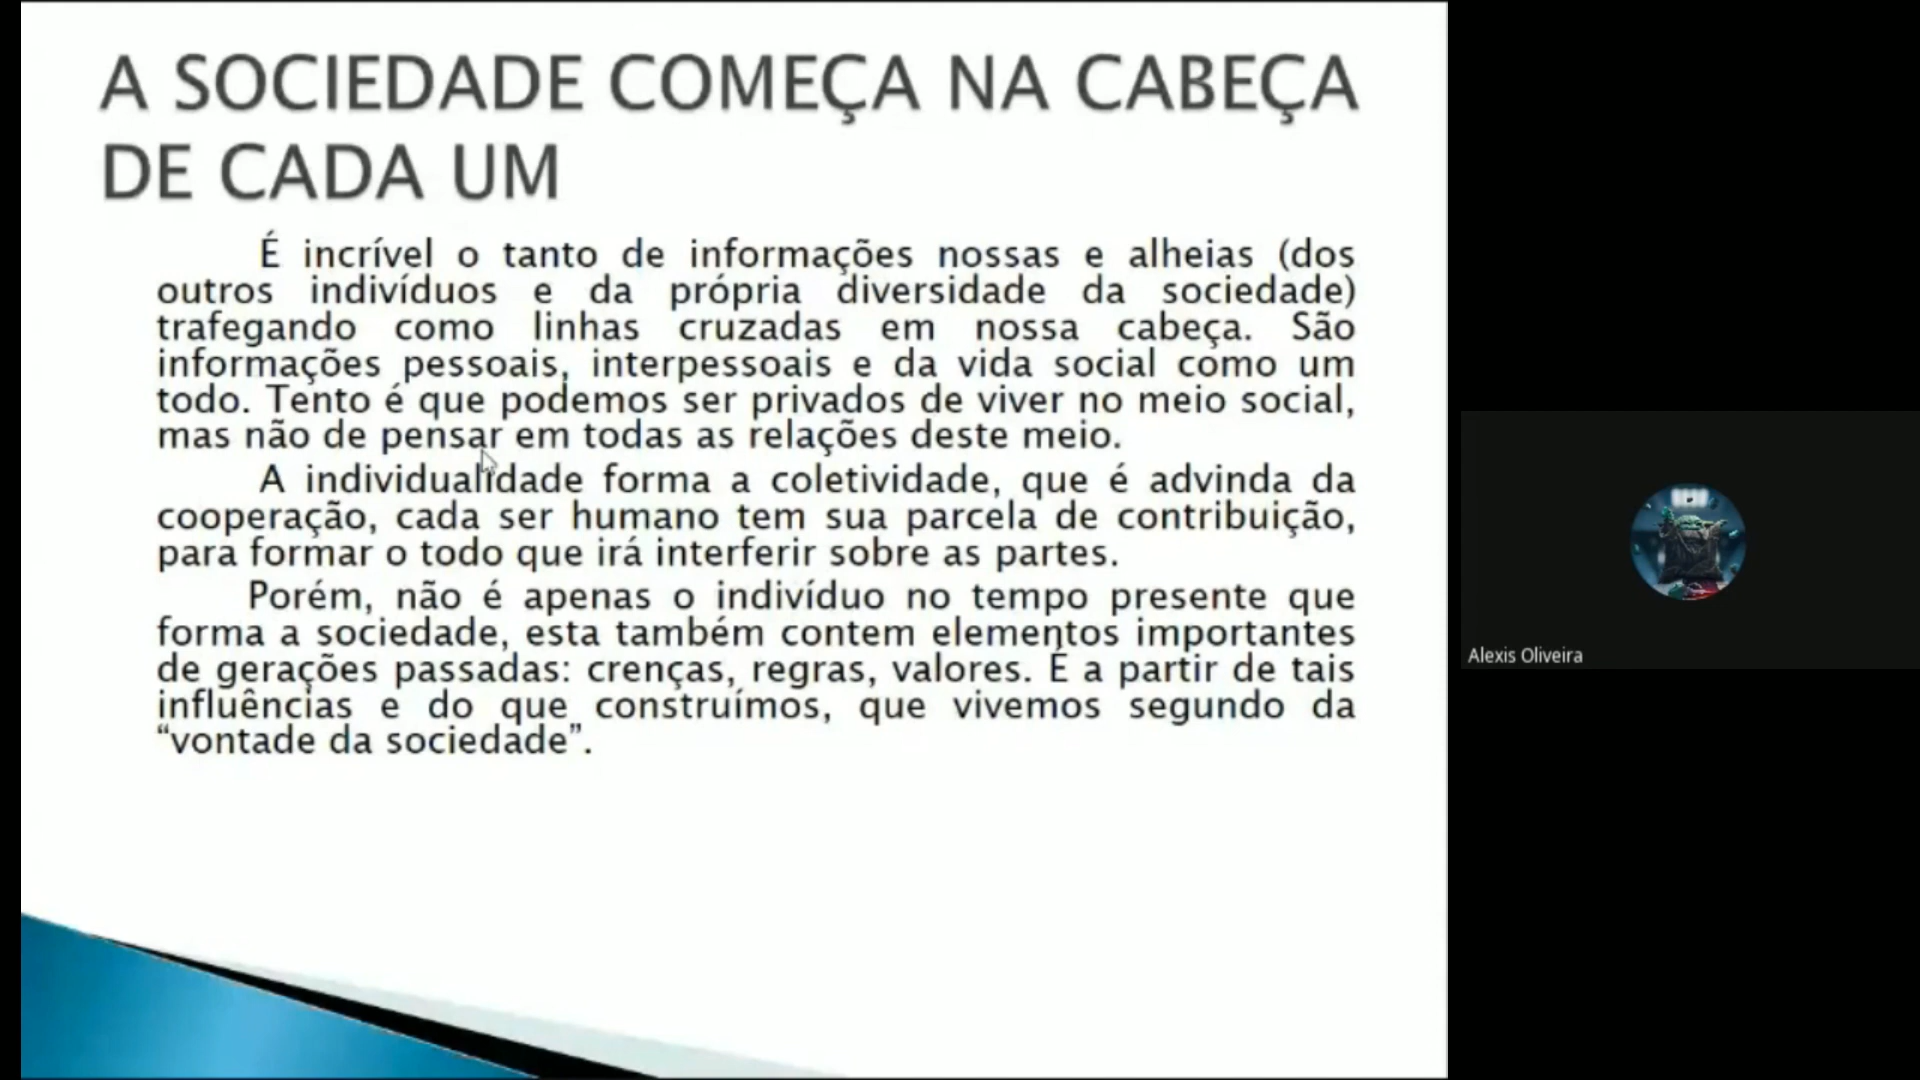 A SOCIEDADE COMEÇA NA CABEÇA
DE CADA UM
É incrível o tanto de informações nossas e alheias (dos
outros indivíduos e da própria diversidade da sociedade)
trafegando como linhas cruzadas em nossa cabeça. São
informações pessoais, interpessoais e da vida social como um
todo. Tento é que podemos ser privados de viver no meio social,
mas não de pensar em todas as relações deste meio.
A individualidade forma a coletividade, que é advinda da
cooperação, cada ser humano tem sua parcela de contribuição,
para formar o todo que irá interferir sobre as partes.
Porém, não é apenas o indivíduo no tempo presente que
forma a sociedade, esta também contem elementos importantes
de gerações passadas: crenças, regras, valores. É a partir de tais
influências e do que construímos, que vivemos segundo da
“vontade da sociedade”.
Alexis Oliveira